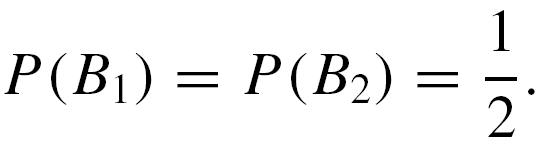 P(B₁) = P(B₂) = 1/2.